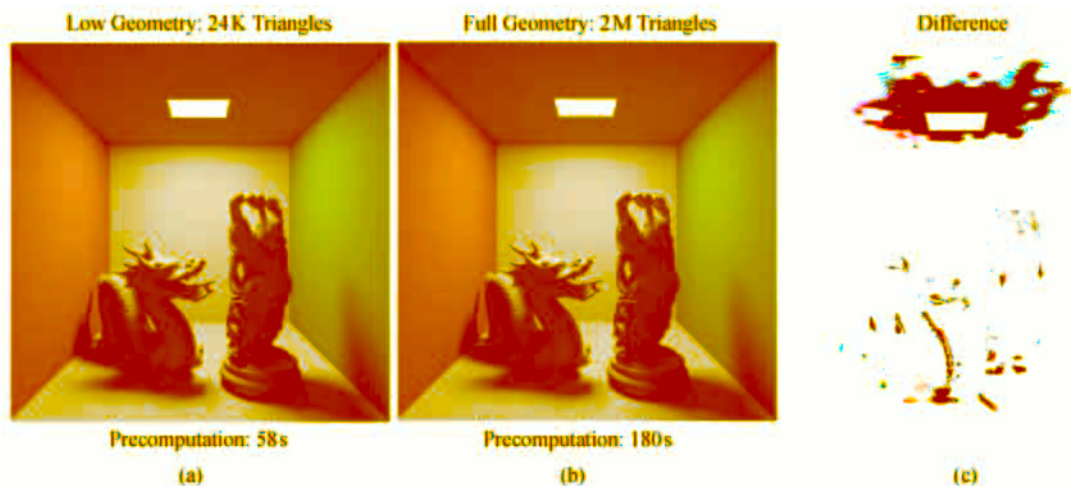 Low Geometry: 24K Triangles
Full Geometry: 2M Triangles
Difference
Precomputation: 58s
Precomputation: 180s
(a)
(b)
(c)